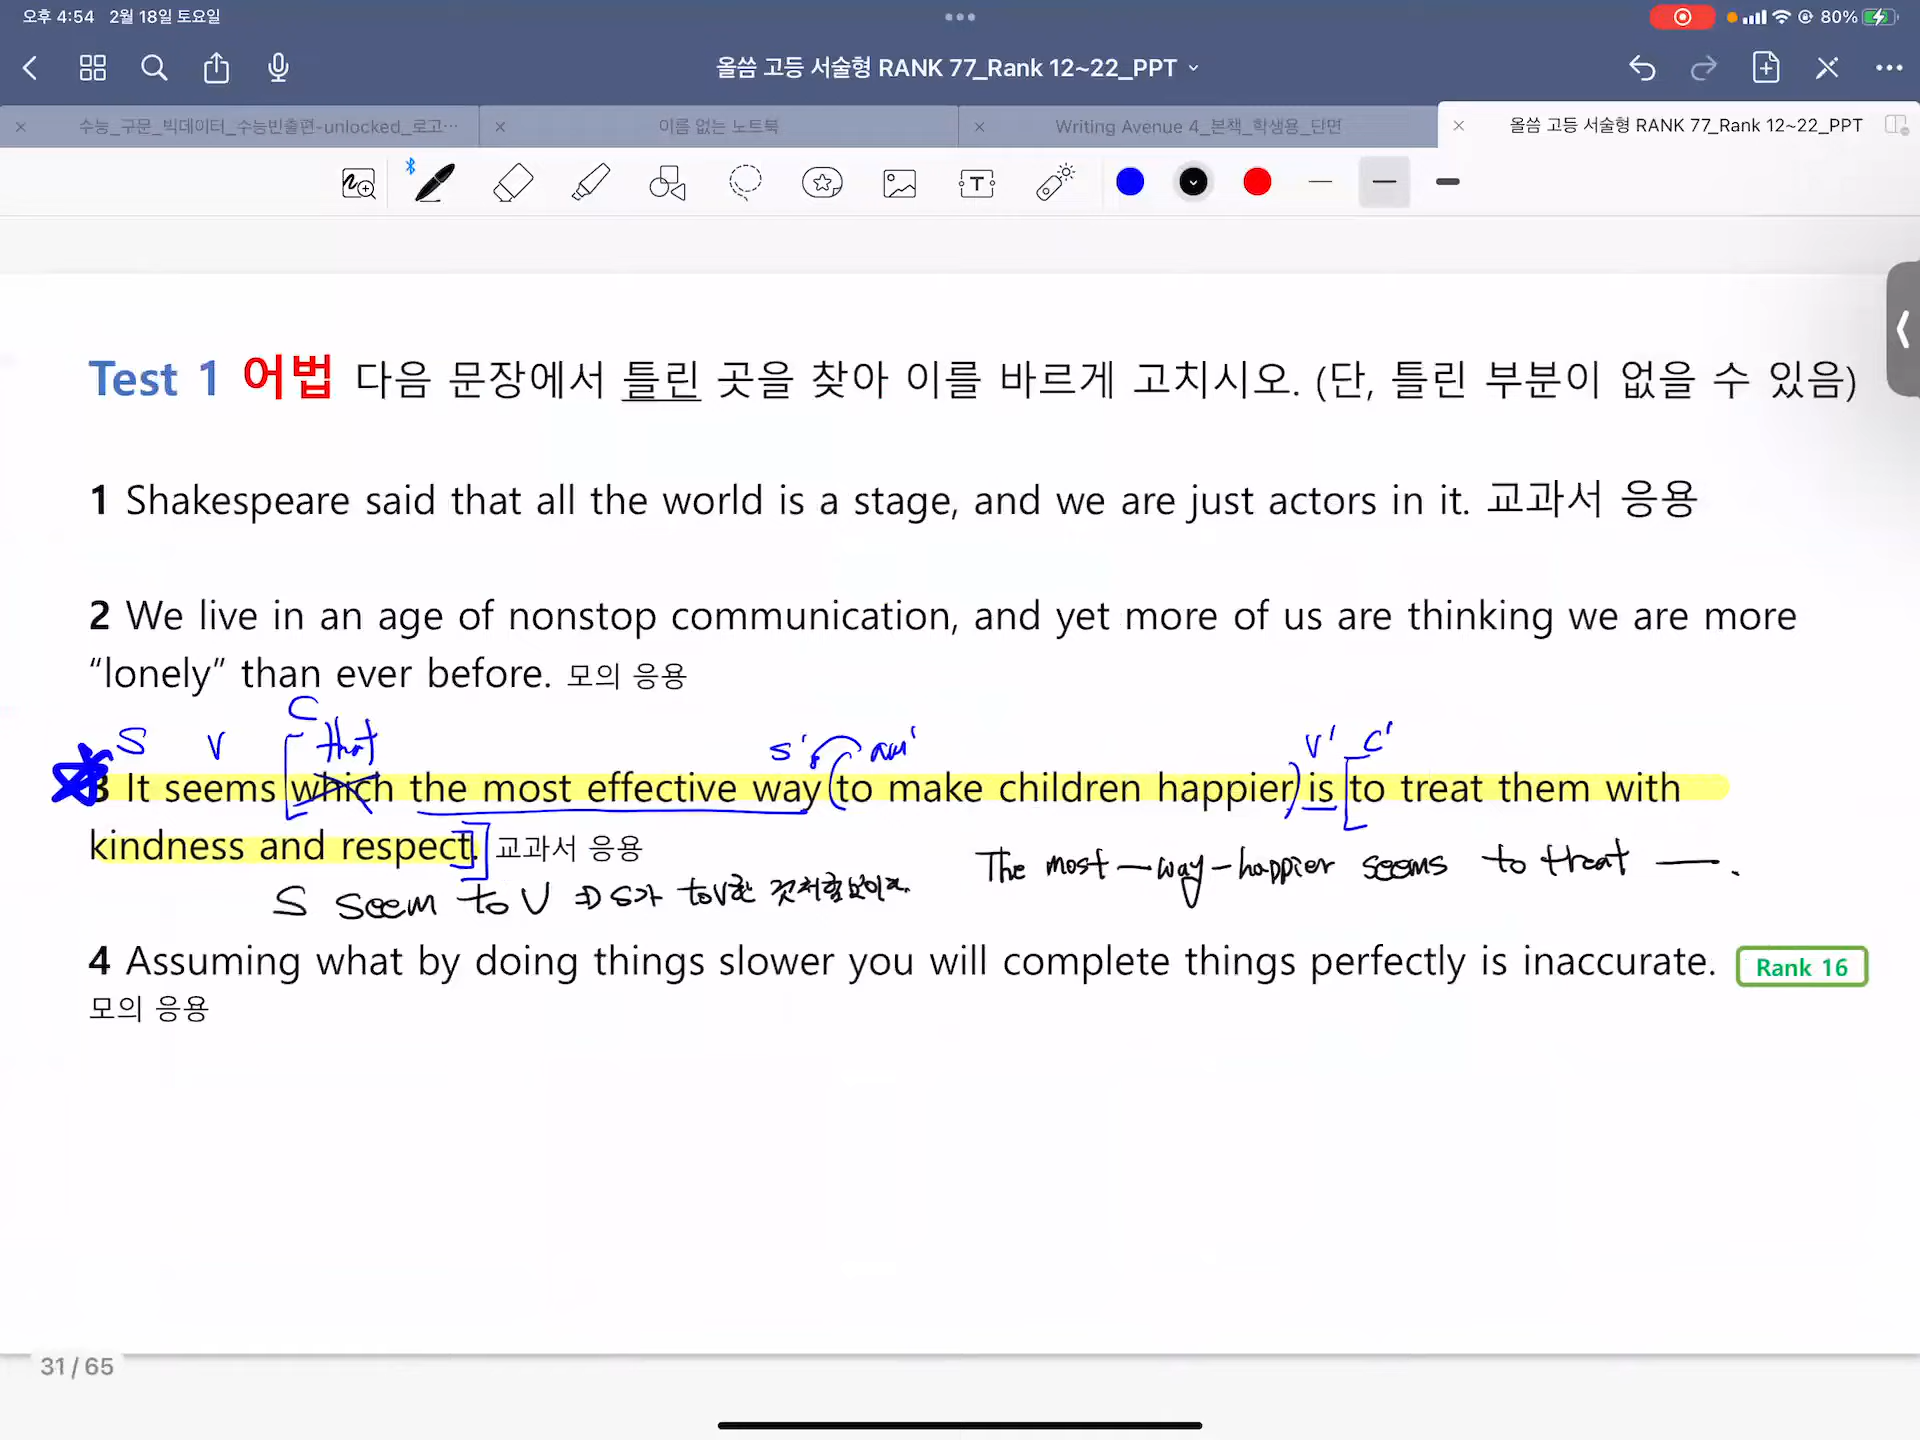 오후 4:54 2월 18일 토요일
80%
올씀 고등 서술형 RANK 77_Rank 12~22_PPT
수능_구문_빅데이터_수능빈출편-unlocked_로고…
이름 없는 노트북
Writing Avenue 4_본책_학생용_단면
올씀 고등 서술형 RANK 77_Rank 12~22_PPT
Test 1 어법 다음 문장에서 틀린 곳을 찾아 이를 바르게 고치시오. (단, 틀린 부분이 없을 수 있음)
1 Shakespeare said that all the world is a stage, and we are just actors in it. 교과서 응용
2 We live in an age of nonstop communication, and yet more of us are thinking we are more
“lonely” than ever before. 모의 응용
S V C that S' V' C'
3 It seems [which the most effective way (to make children happier) is [to treat them with
kindness and respect.]] 교과서 응용
The most — way — happier seems to treat — .
S seem to V ⇒ S가 to V한 것처럼 보이다.
4 Assuming what by doing things slower you will complete things perfectly is inaccurate. Rank 16
모의 응용
31 / 65